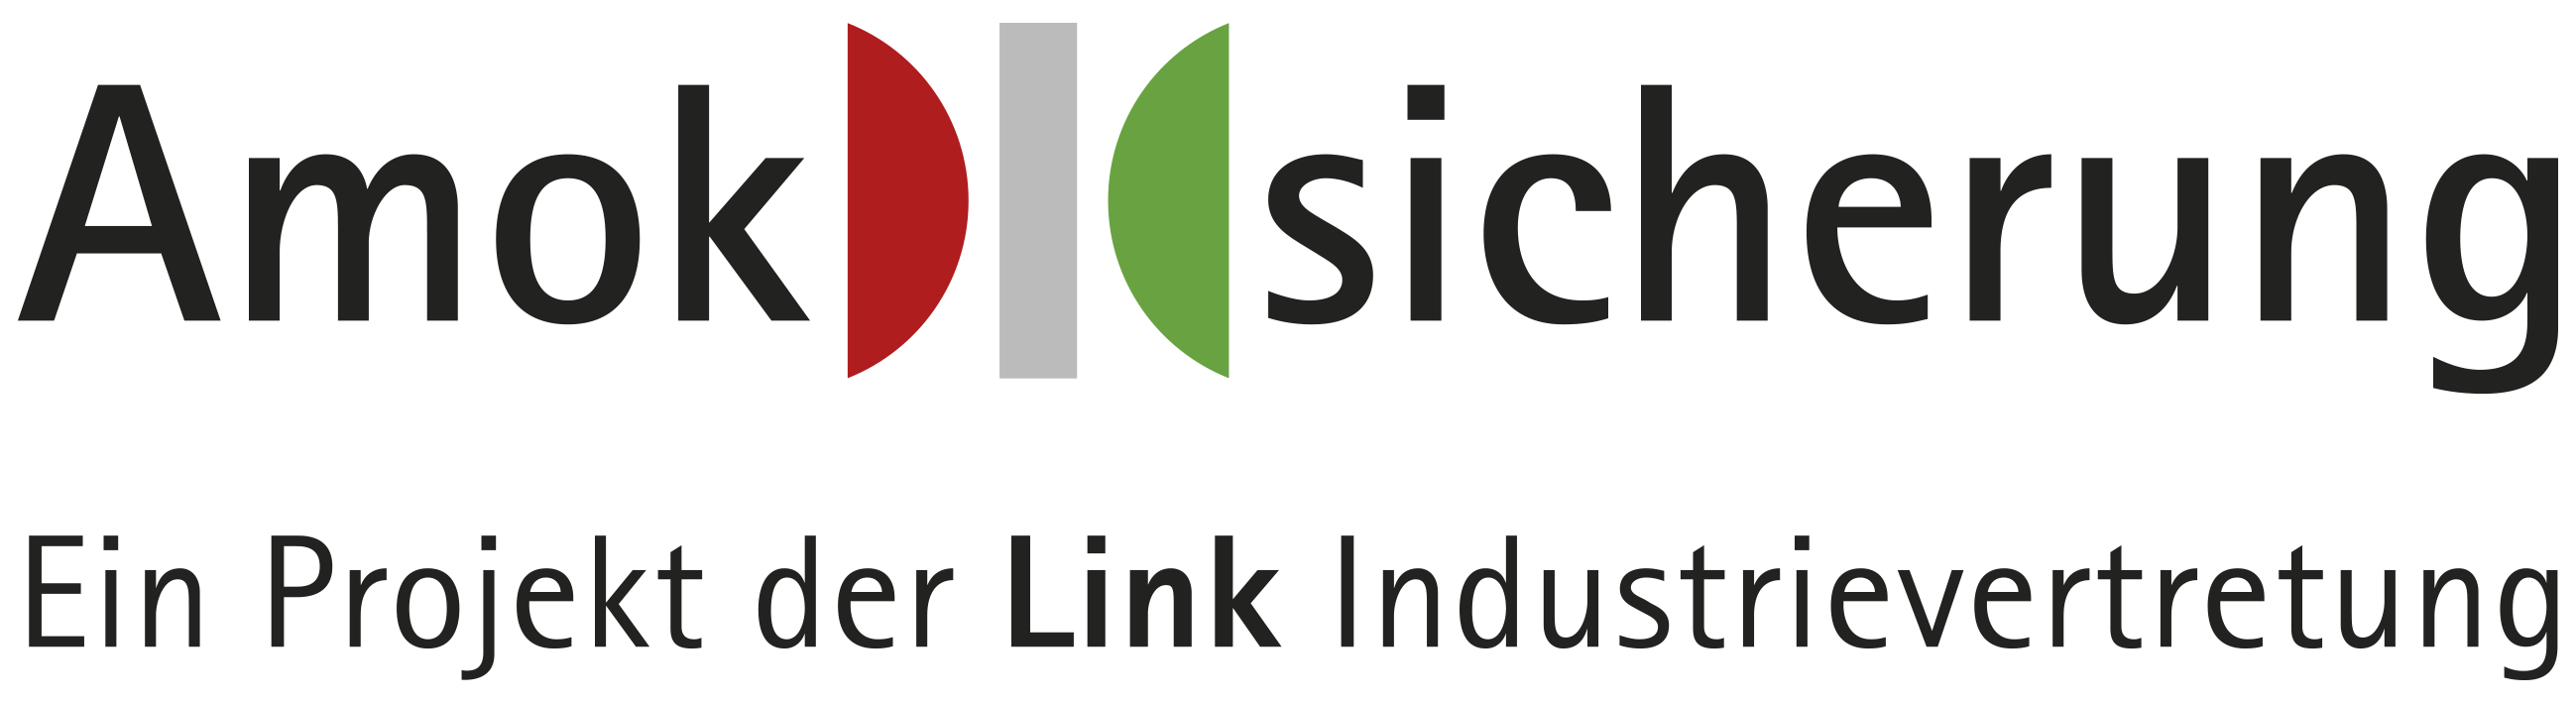 Amok sicherung
Ein Projekt der Link Industrievertretung